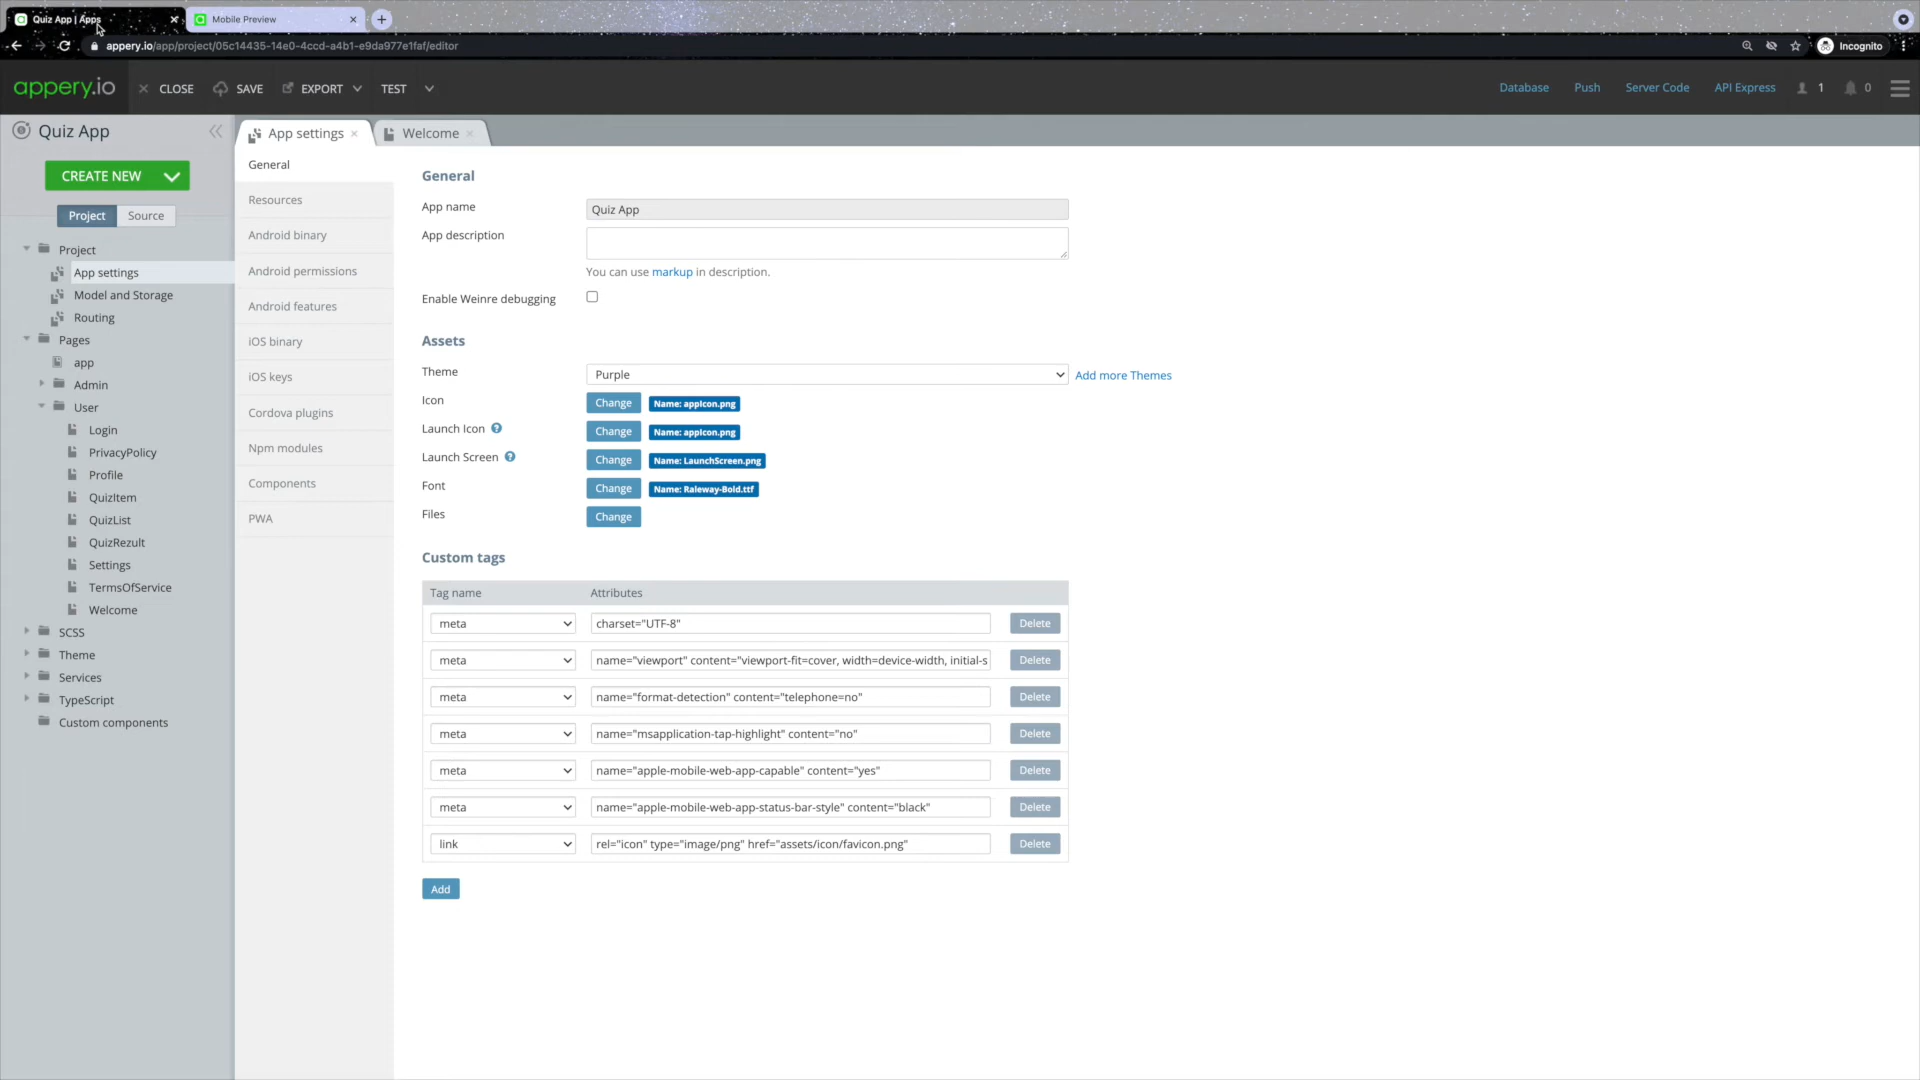 Quiz App | Apps
Mobile Preview
appery.io/app/project/05c14435-14e0-4ccd-a4b1-e9da977e1faf/editor
Incognito
appery.io
CLOSE
SAVE
EXPORT
TEST
Database
Push
Server Code
API Express
1
0
Quiz App
CREATE NEW
Project
Source
Project
App settings
Model and Storage
Routing
Pages
app
Admin
User
Login
PrivacyPolicy
Profile
QuizItem
QuizList
QuizRezult
Settings
TermsOfService
Welcome
SCSS
Theme
Services
TypeScript
Custom components
App settings
Welcome
General
Resources
Android binary
Android permissions
Android features
iOS binary
iOS keys
Cordova plugins
Npm modules
Components
PWA
General
App name
Quiz App
App description
You can use markup in description.
Enable Weinre debugging
Assets
Theme
Purple
Add more Themes
Icon
Change
Name: appIcon.png
Launch Icon ?
Change
Name: appIcon.png
Launch Screen ?
Change
Name: LaunchScreen.png
Font
Change
Name: Raleway-Bold.ttf
Files
Change
Custom tags
Tag name
Attributes
meta
charset="UTF-8"
Delete
meta
name="viewport" content="viewport-fit=cover, width=device-width, initial-s
Delete
meta
name="format-detection" content="telephone=no"
Delete
meta
name="msapplication-tap-highlight" content="no"
Delete
meta
name="apple-mobile-web-app-capable" content="yes"
Delete
meta
name="apple-mobile-web-app-status-bar-style" content="black"
Delete
link
rel="icon" type="image/png" href="assets/icon/favicon.png"
Delete
Add